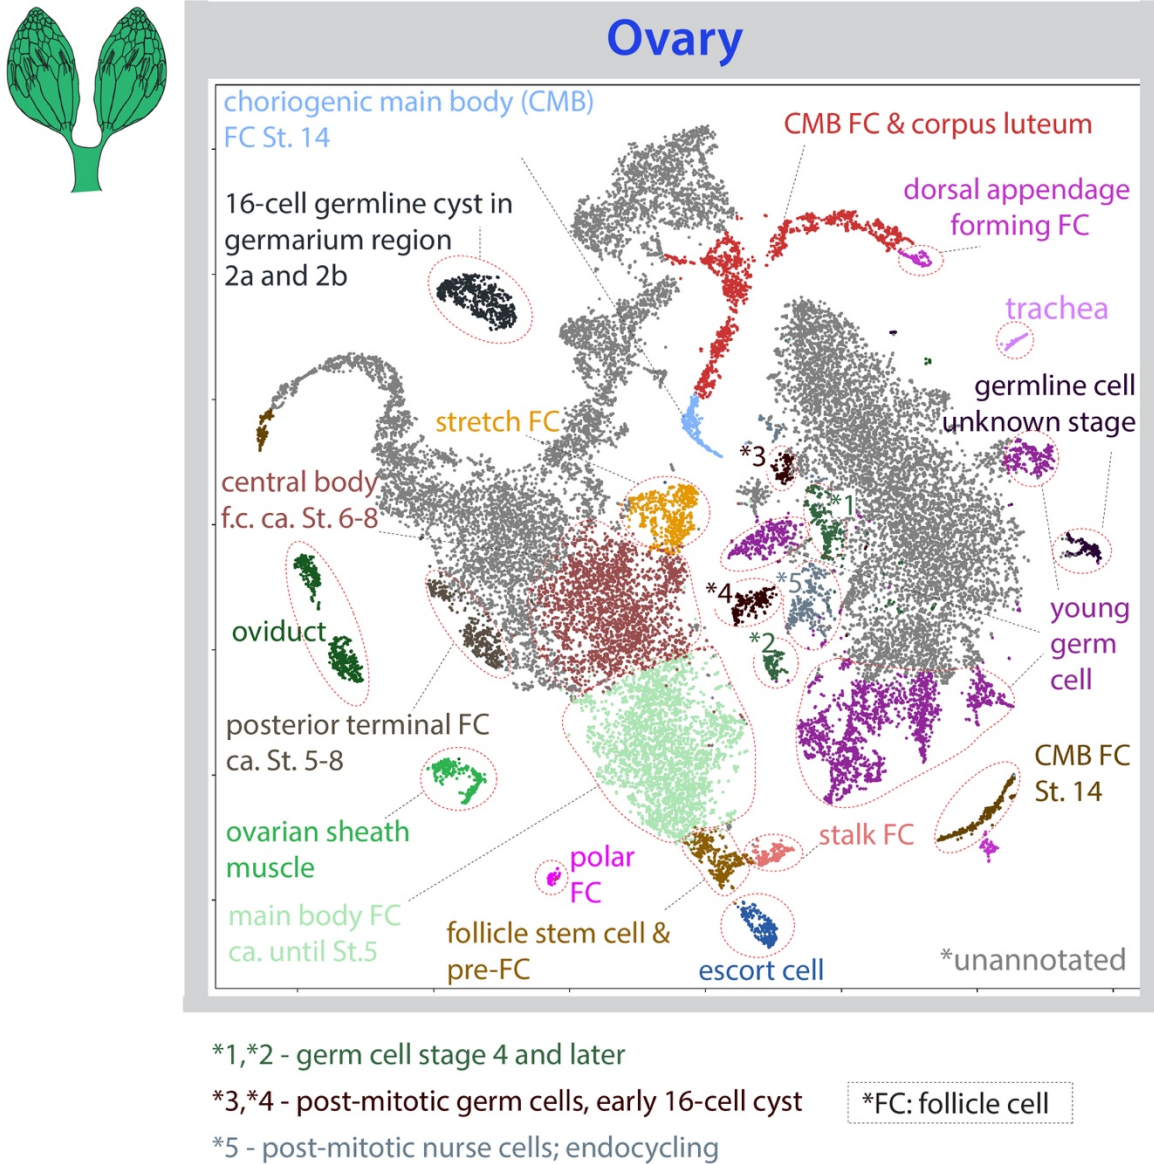 Ovary
choriogenic main body (CMB)
FC St. 14
CMB FC & corpus luteum
dorsal appendage
forming FC
16-cell germline cyst in
germarium region
2a and 2b
trachea
germline cell
unknown stage
stretch FC
*3
central body
f.c. ca. St. 6-8
*1
*4
*5
young
germ
cell
oviduct
*2
posterior terminal FC
ca. St. 5-8
CMB FC
St. 14
ovarian sheath
muscle
stalk FC
polar
FC
main body FC
ca. until St.5
follicle stem cell &
pre-FC
escort cell
*unannotated
*1,*2 - germ cell stage 4 and later
*3,*4 - post-mitotic germ cells, early 16-cell cyst
*FC: follicle cell
*5 - post-mitotic nurse cells; endocycling